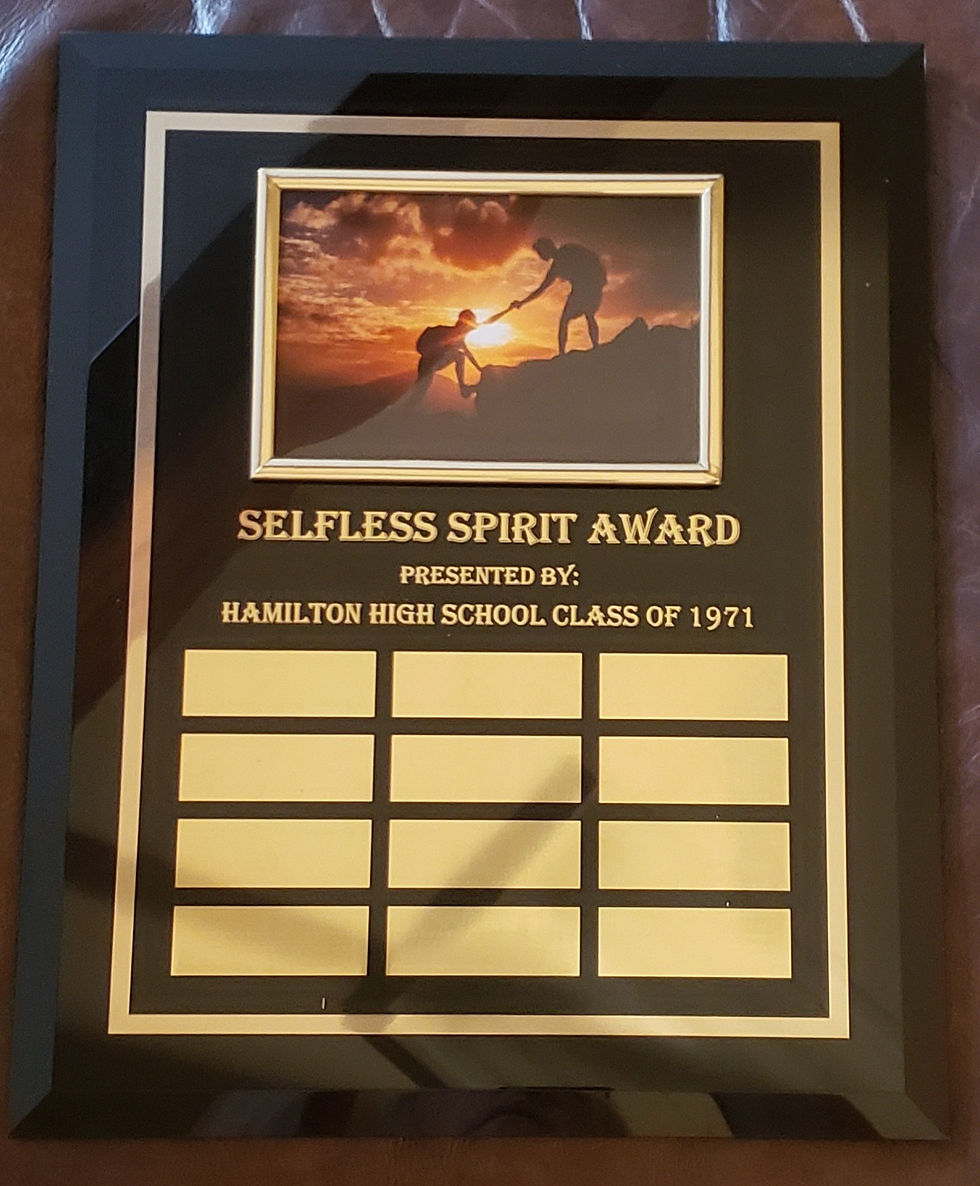 SELFLESS SPIRIT AWARD
PRESENTED BY:
HAMILTON HIGH SCHOOL CLASS OF 1971